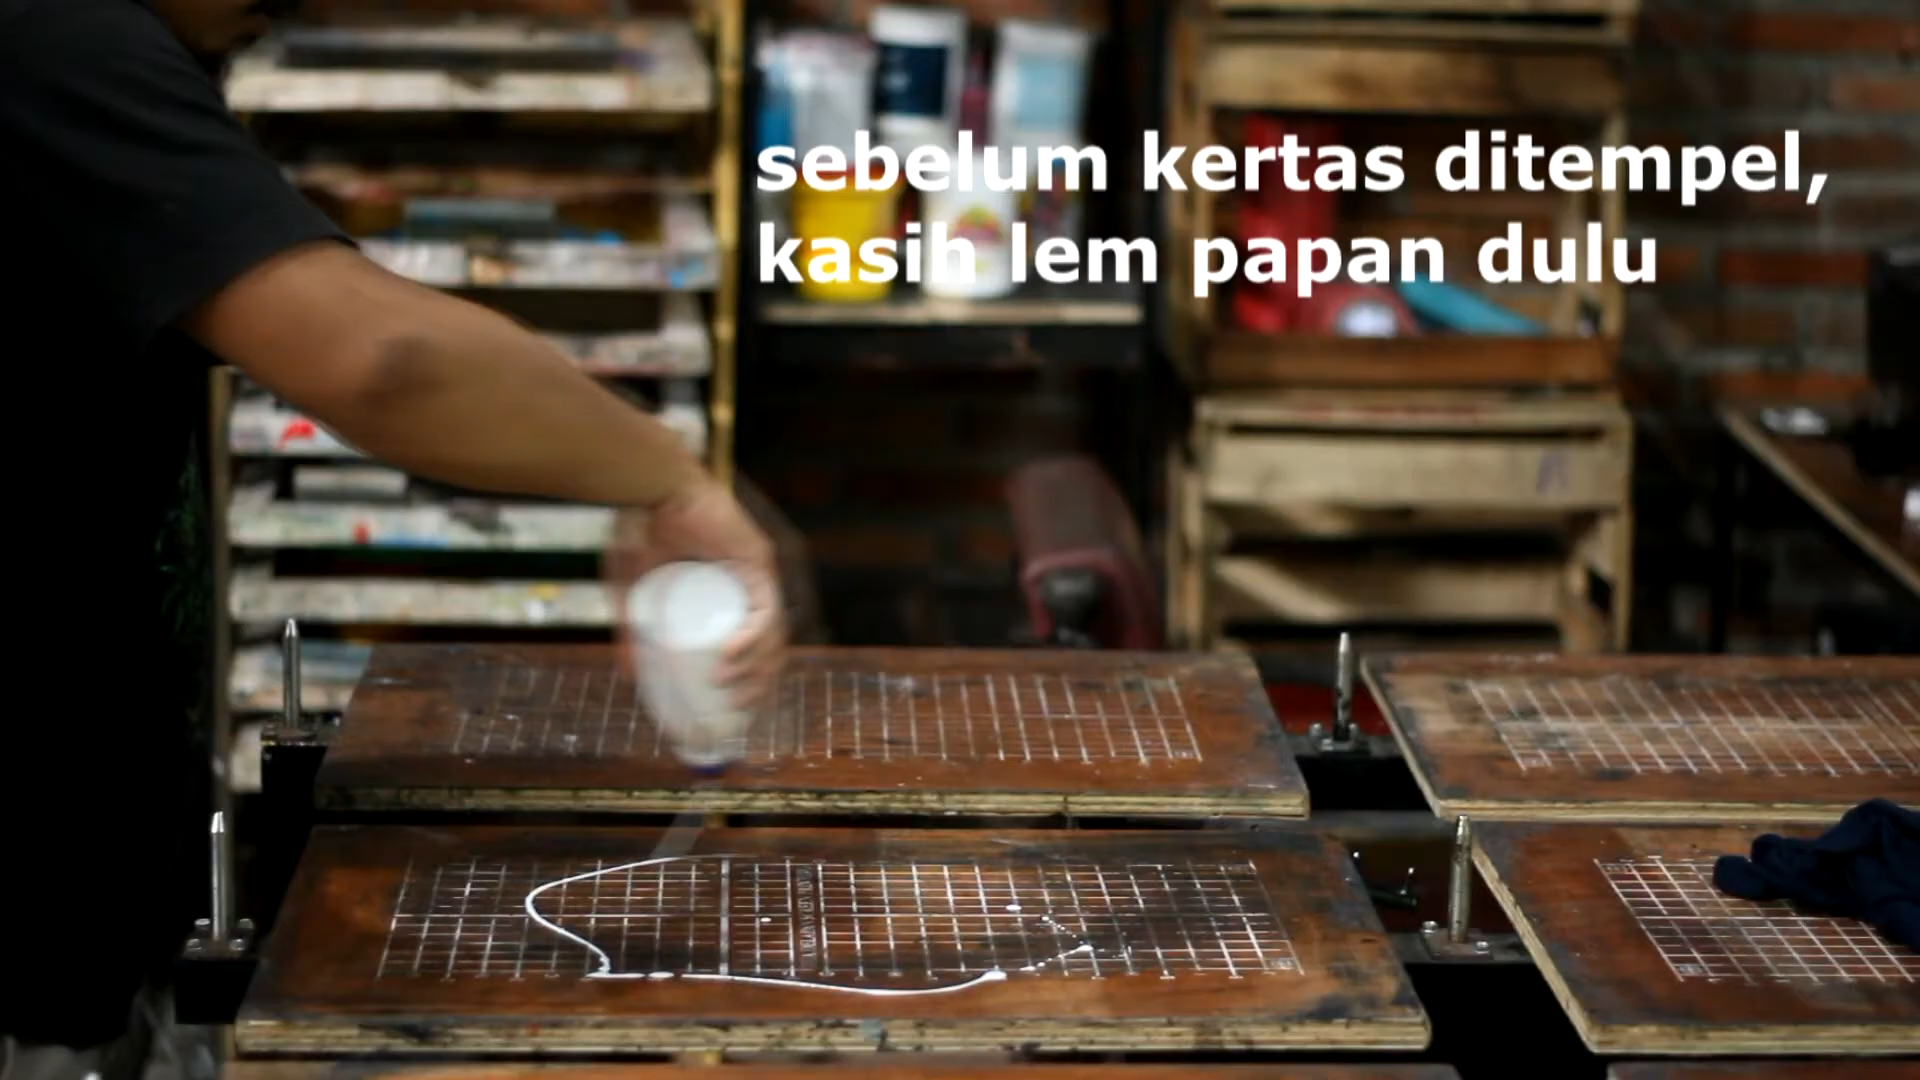 sebelum kertas ditempel,
kasih lem papan dulu